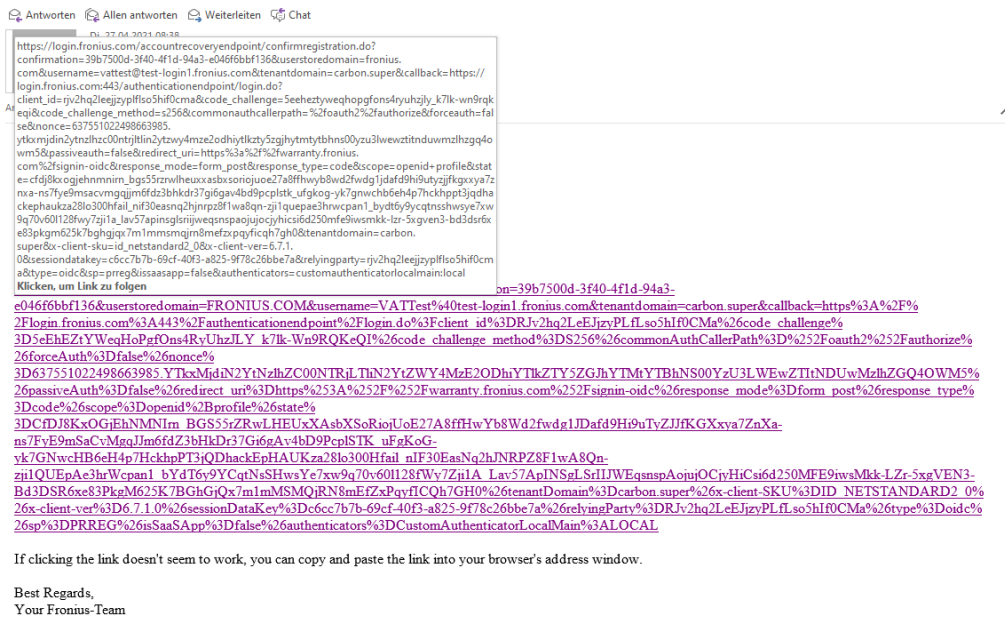 Antworten Allen antworten Weiterleiten Chat
Di. 27.04.2021 08:38
https://login.fronius.com/accountrecoveryendpoint/confirmregistration.do?
confirmation=39b7500d-3f40-4f1d-94a3-e046f6bbf136&userstoredomain=fronius.
com&username=vattest@test-login1.fronius.com&tenantdomain=carbon.super&callback=https://
login.fronius.com:443/authenticationendpoint/login.do?
client_id=rjv2hq2leejjzyplflso5hif0cma&code_challenge=5eeheztyweqhopgfons4ryuhzjly_k7lk-wn9rqk
eqi&code_challenge_method=s256&commonauthcallerpath=%2foauth2%2fauthorize&forceauth=fal
se&nonce=637551022498663985.
ytkxmjdin2ytnzlhzc00ntrjltlin2ytzwy4mze2odhiytlkzty5zgjhytmtytbhns00yzu3lwewztitnduwmzlhzgq4o
wm5&passiveauth=false&redirect_uri=https%3a%2f%2fwarranty.fronius.
com%2fsignin-oidc&response_mode=form_post&response_type=code&scope=openid+profile&stat
e=cfdj8kxogjehnmnirn_bgs55rzrwlheuxxasbxsoriojuoe27a8ffhwyb8wd2fwdg1jdafd9hi9utyzjjfkgxxya7z
nxa-ns7fye9msacvmgqjjm6fdz3bhkdr37gi6gav4bd9pcplstk_ufgkog-yk7gnwchb6eh4p7hckhppt3jqdha
ckephaukza28lo300hfail_nif30easnq2hjnrpz8f1wa8qn-zji1quepae3hrwcpan1_bydt6y9ycqtnsshwsye7xw
9q70v60l128fwy7zji1a_lav57apinsglsriijweqsnspaojujocjyhicsi6d250mfe9iwsmkk-lzr-5xgven3-bd3dsr6x
e83pkgm625k7bghgjqx7m1mmsmqjrn8mefzxpqyficqh7gh0&tenantdomain=carbon.
super&x-client-sku=id_netstandard2_0&x-client-ver=6.7.1.
0&sessiondatakey=c6cc7b7b-69cf-40f3-a825-9f78c26bbe7a&relyingparty=rjv2hq2leejjzyplflso5hif0cm
a&type=oidc&sp=prreg&issaasapp=false&authenticators=customauthenticatorlocalmain:local
Klicken, um Link zu folgen
on=39b7500d-3f40-4f1d-94a3-
e046f6bbf136&userstoredomain=FRONIUS.COM&username=VATTest%40test-login1.fronius.com&tenantdomain=carbon.super&callback=https%3A%2F%
2Flogin.fronius.com%3A443%2Fauthenticationendpoint%2Flogin.do%3Fclient_id%3DRJv2hq2LeEJjzyPLfLso5hIf0CMa%26code_challenge%
3D5eEhEZtYWeqHoPgfOns4RyUhzJLY_k7lk-Wn9RQKeQI%26code_challenge_method%3DS256%26commonAuthCallerPath%3D%252Foauth2%252Fauthorize%
26forceAuth%3Dfalse%26nonce%
3D637551022498663985.YTkxMjdiN2YtNzlhZC00NTRjLTliN2YtZWY4MzE2ODhiYTlkZTY5ZGJhYTMtYTBhNS00YzU3LWEwZTItNDUwMzlhZGQ4OWM5%
26passiveAuth%3Dfalse%26redirect_uri%3Dhttps%253A%252F%252Fwarranty.fronius.com%252Fsignin-oidc%26response_mode%3Dform_post%26response_type%
3Dcode%26scope%3Dopenid%2Bprofile%26state%
3DCfDJ8KxOGjEhNMNIrn_BGS55rZRwLHEUxXAsbXSoRiojUoE27A8ffHwYb8Wd2fwdg1JDafd9Hi9uTyZJJfKGXxya7ZnXa-
ns7FyE9mSaCvMgqJJm6fdZ3bHkDr37Gi6gAv4bD9PcplSTK_uFgKoG-
yk7GNwcHB6eH4p7HckhpPT3jQDhackEpHAUKza28lo300Hfail_nIF30EasNq2hJNRPZ8F1wA8Qn-
zji1QUEpAe3hrWcpan1_bYdT6y9YCqtNsSHwsYe7xw9q70v60l128fWy7Zji1A_Lav57ApINSgLSrIIJWEqsnspAojujOCjyHiCsi6d250MFE9iwsMkk-LZr-5xgVEN3-
Bd3DSR6xe83PkgM625K7BGhGjQx7m1mMSMQjRN8mEfZxPqyfICQh7GH0%26tenantDomain%3Dcarbon.super%26x-client-SKU%3DID_NETSTANDARD2_0%
26x-client-ver%3D6.7.1.0%26sessionDataKey%3Dc6cc7b7b-69cf-40f3-a825-9f78c26bbe7a%26relyingParty%3DRJv2hq2LeEJjzyPLfLso5hIf0CMa%26type%3Doidc%
26sp%3DPRREG%26isSaaSApp%3Dfalse%26authenticators%3DCustomAuthenticatorLocalMain%3ALOCAL
If clicking the link doesn't seem to work, you can copy and paste the link into your browser's address window.
Best Regards,
Your Fronius-Team